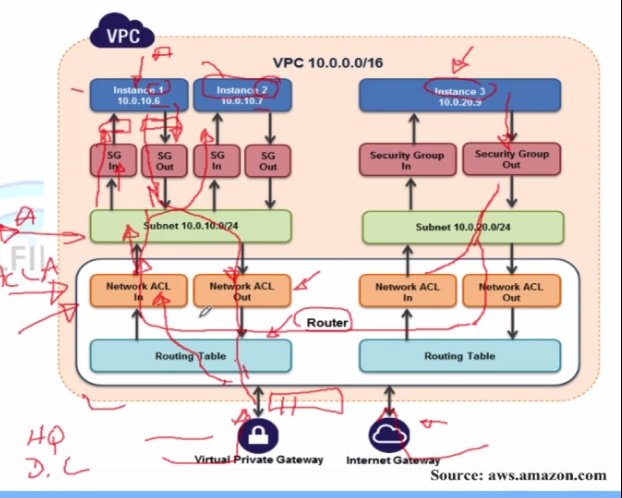 VPC
VPC 10.0.0.0/16
Instance 1
10.0.10.6
Instance 2
10.0.10.7
Instance 3
10.0.20.9
SG
In
SG
Out
SG
In
SG
Out
Security Group
In
Security Group
Out
Subnet 10.0.10.0/24
Subnet 10.0.20.0/24
Network ACL
In
Network ACL
Out
Network ACL
In
Network ACL
Out
Router
Routing Table
Routing Table
HQ
D.C
Virtual Private Gateway
Internet Gateway
Source: aws.amazon.com